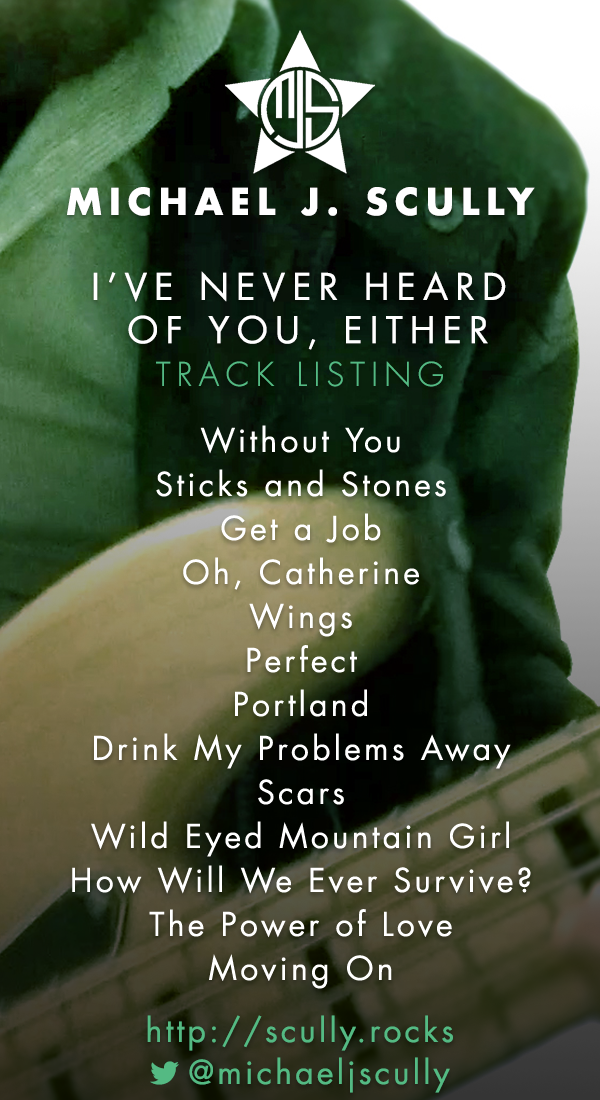 MJS
MICHAEL J. SCULLY
I'VE NEVER HEARD
OF YOU, EITHER
TRACK LISTING
Without You
Sticks and Stones
Get a Job
Oh, Catherine
Wings
Perfect
Portland
Drink My Problems Away
Scars
Wild Eyed Mountain Girl
How Will We Ever Survive?
The Power of Love
Moving On
http://scully.rocks
@michaeljscully